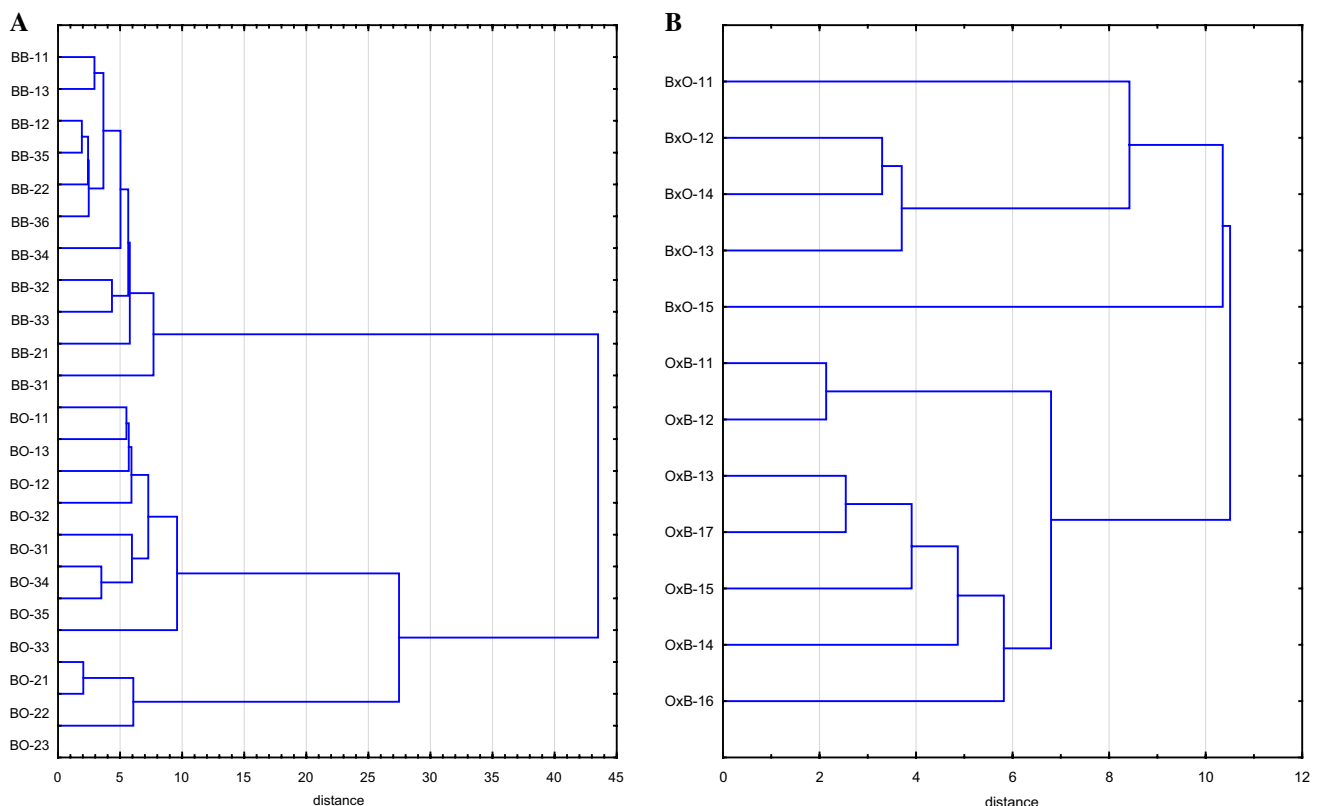 A
BB-11
BB-13
BB-12
BB-35
BB-22
BB-36
BB-34
BB-32
BB-33
BB-21
BB-31
BO-11
BO-13
BO-12
BO-32
BO-31
BO-34
BO-35
BO-33
BO-21
BO-22
BO-23
0 5 10 15 20 25 30 35 40 45
distance
B
BxO-11
BxO-12
BxO-14
BxO-13
BxO-15
OxB-11
OxB-12
OxB-13
OxB-17
OxB-15
OxB-14
OxB-16
0 2 4 6 8 10 12
distance